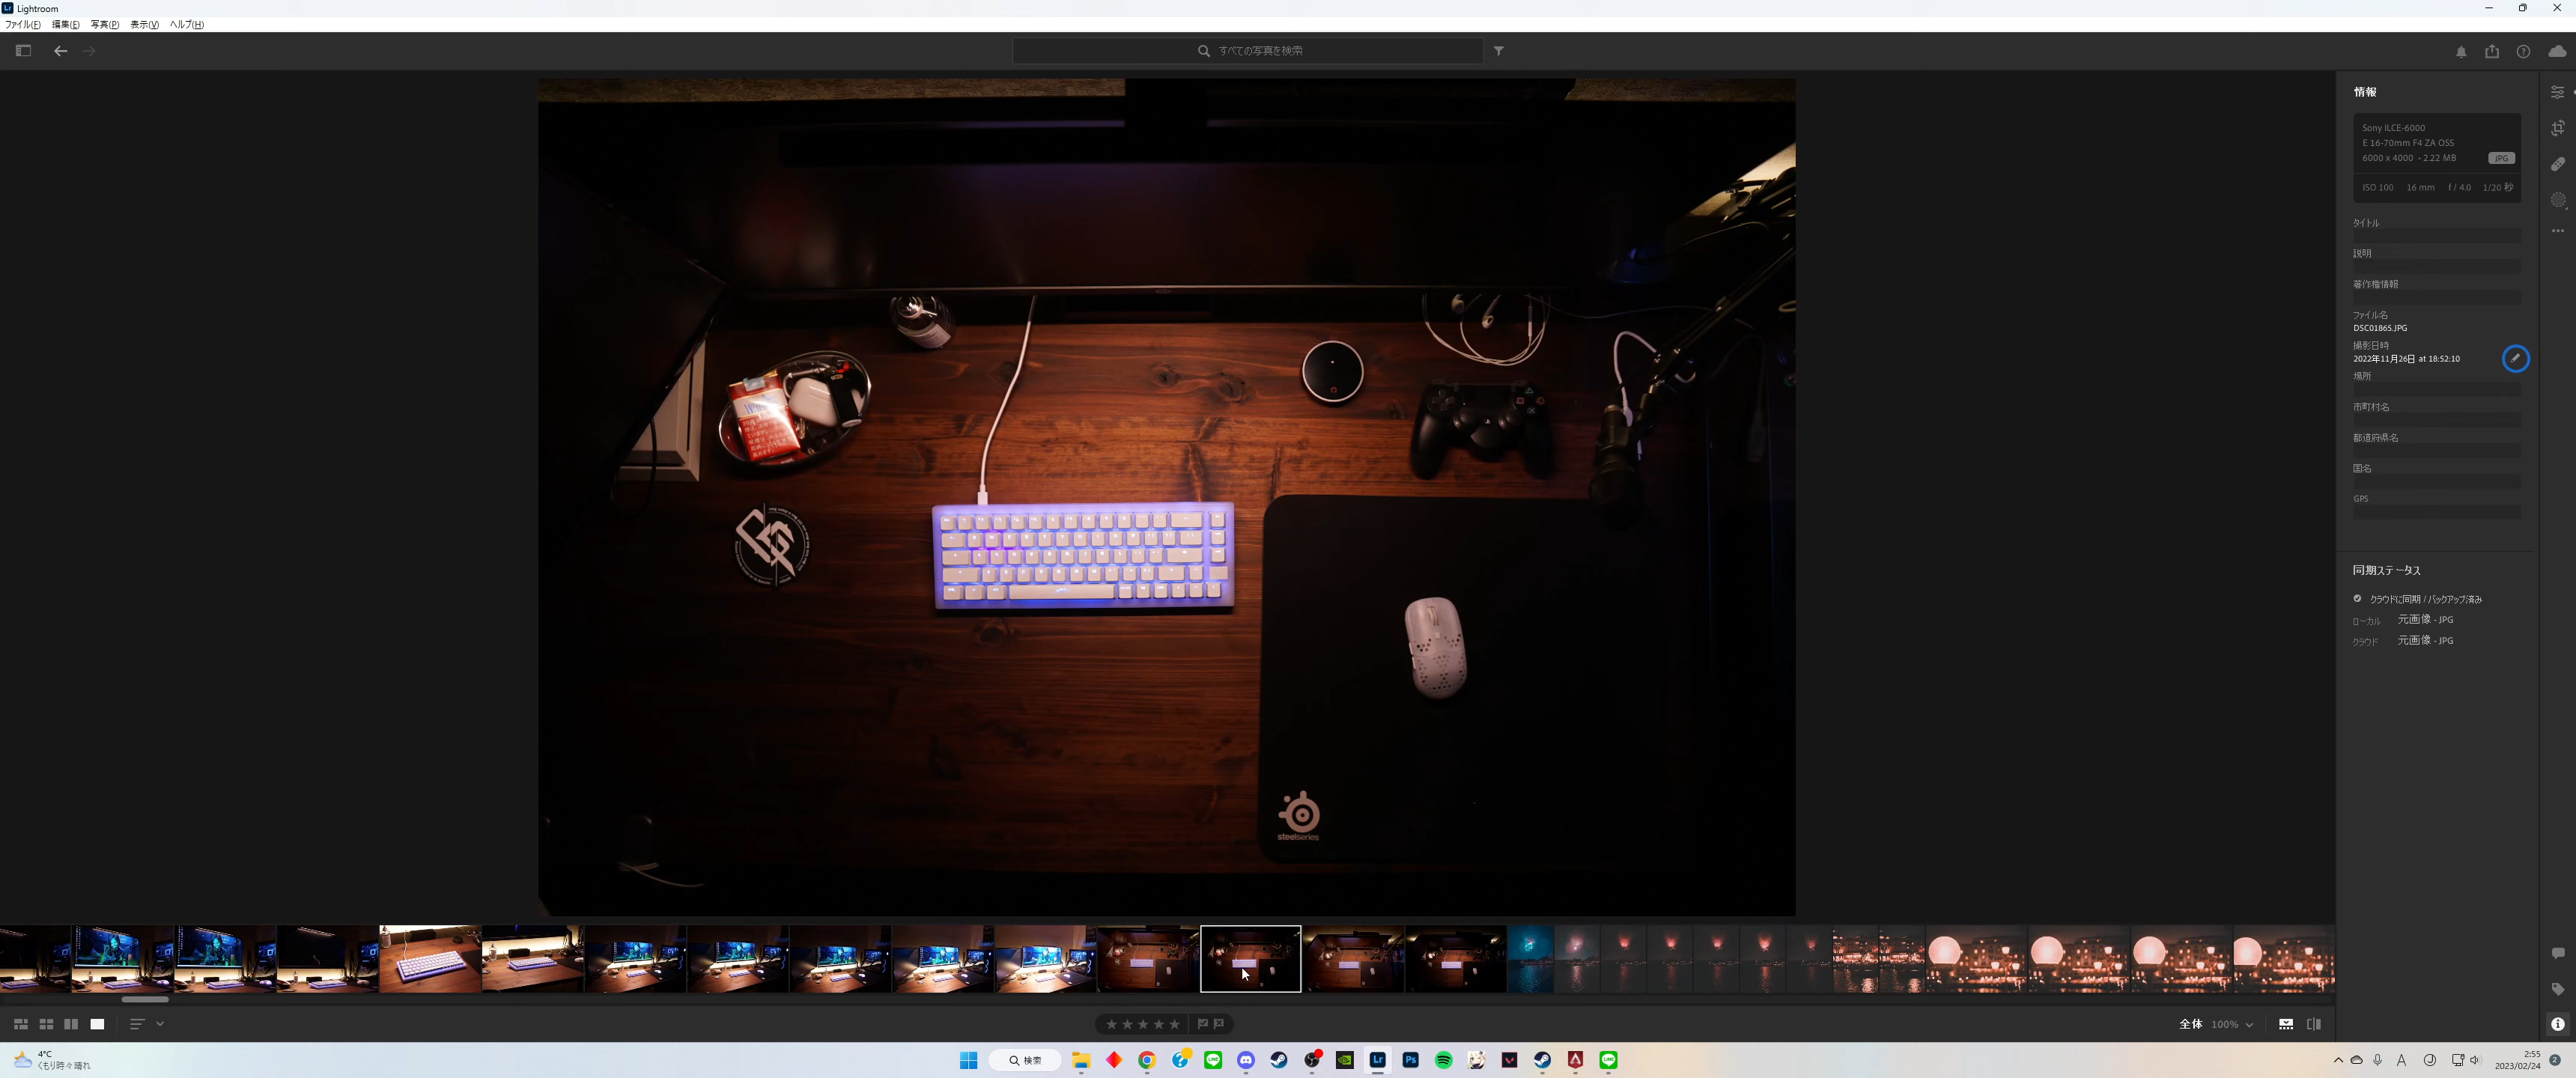 Lightroom
ファイル(F) 編集(E) 写真(P) 表示(V) ヘルプ(H)
すべての写真を検索
情報
Sony ILCE-6000
E 16-70mm F4 ZA OSS
6000 x 4000 • 2.22 MB JPG
ISO 100 16 mm f / 4.0 1/20 秒
タイトル
説明
著作権情報
ファイル名
DSC01865.JPG
撮影日時
2022年11月26日 at 18:52:10
場所
市町村名
都道府県名
国名
GPS
同期ステータス
クラウドに同期 / バックアップ済み
ローカル 元画像 - JPG
クラウド 元画像 - JPG
steelseries
全体 100%
4°C
くもり時々晴れ
検索
Lr
Ps
LINE
A
2:55
2023/02/24
2